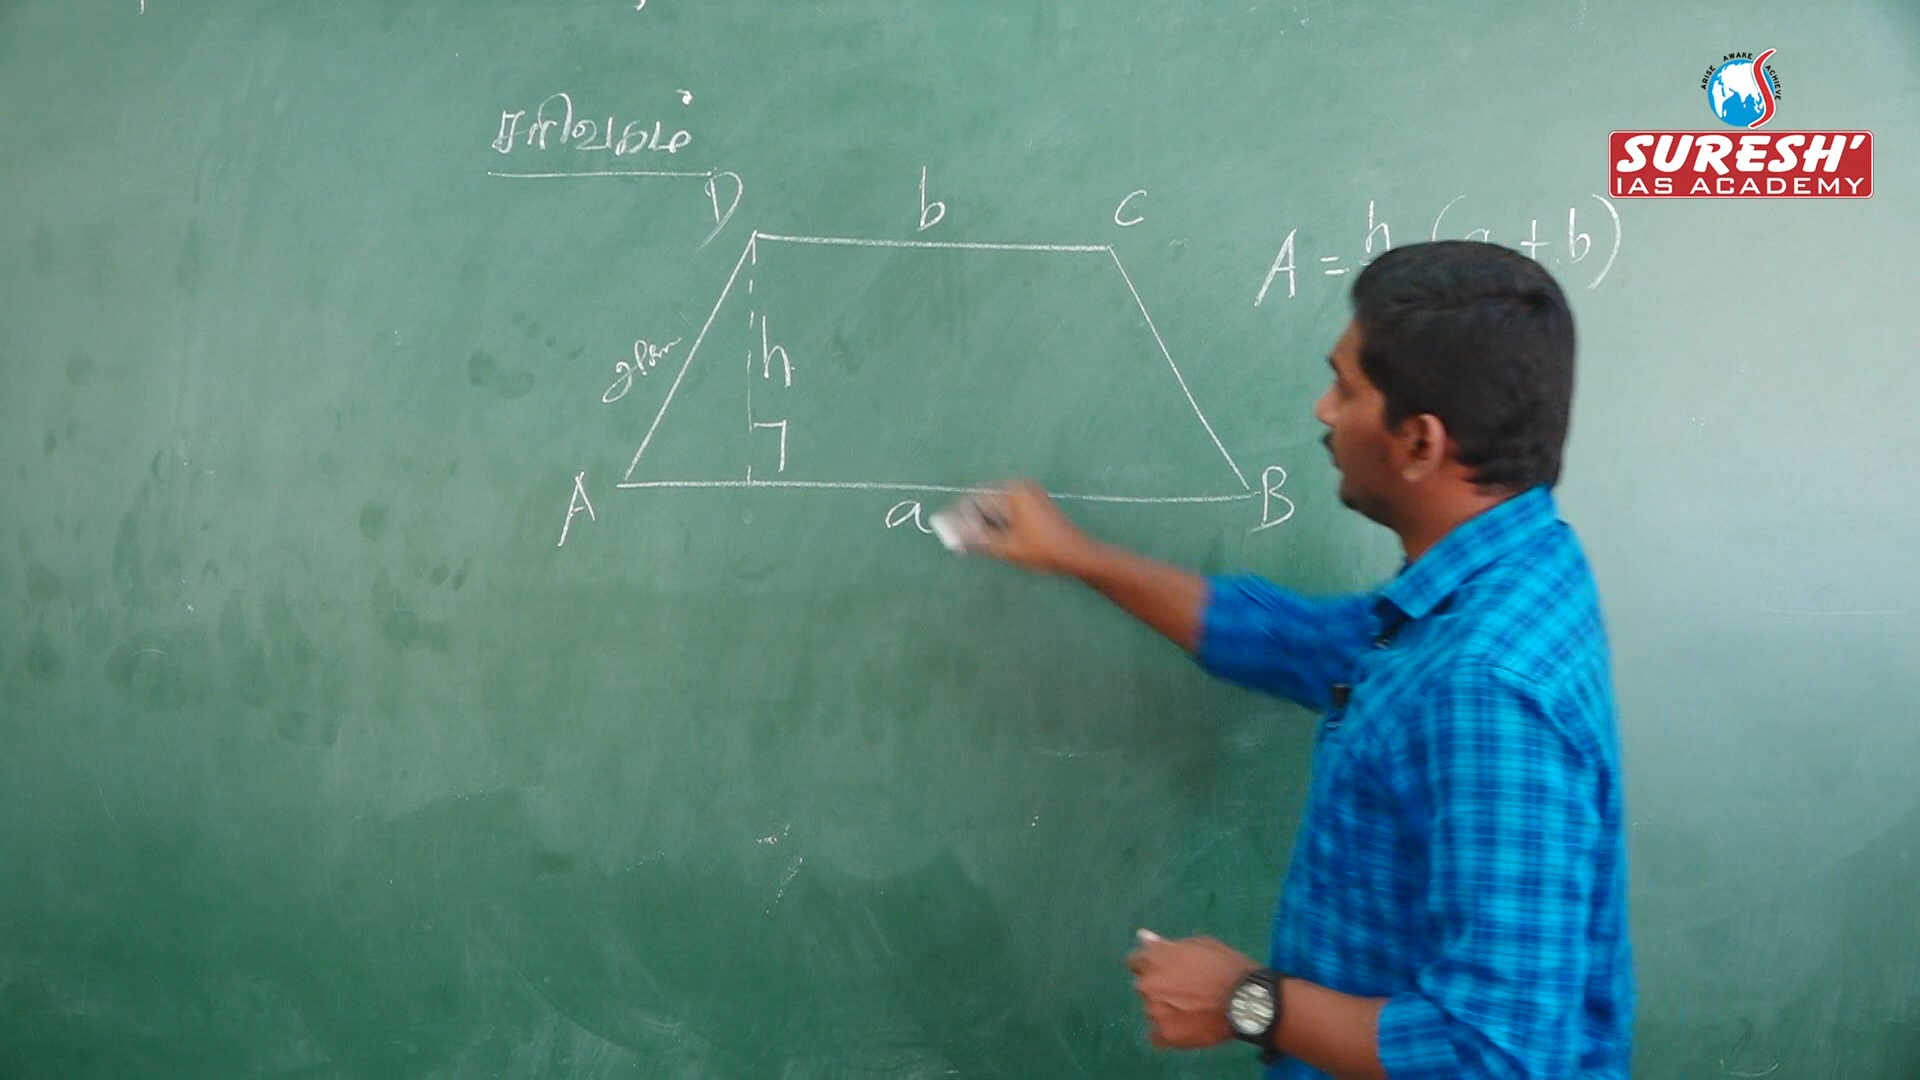 ARISE AWAKE ACHIEVE
SURESH'
IAS ACADEMY
சரிவகம்
D b C
A = h ( a + b )
h
A a B